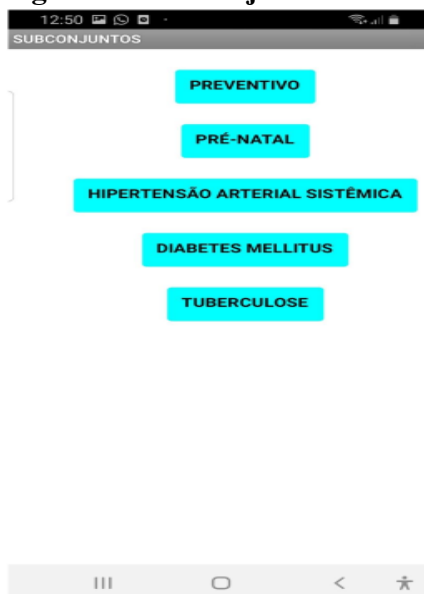 12:50
SUBCONJUNTOS
PREVENTIVO
PRÉ-NATAL
HIPERTENSÃO ARTERIAL SISTÊMICA
DIABETES MELLITUS
TUBERCULOSE